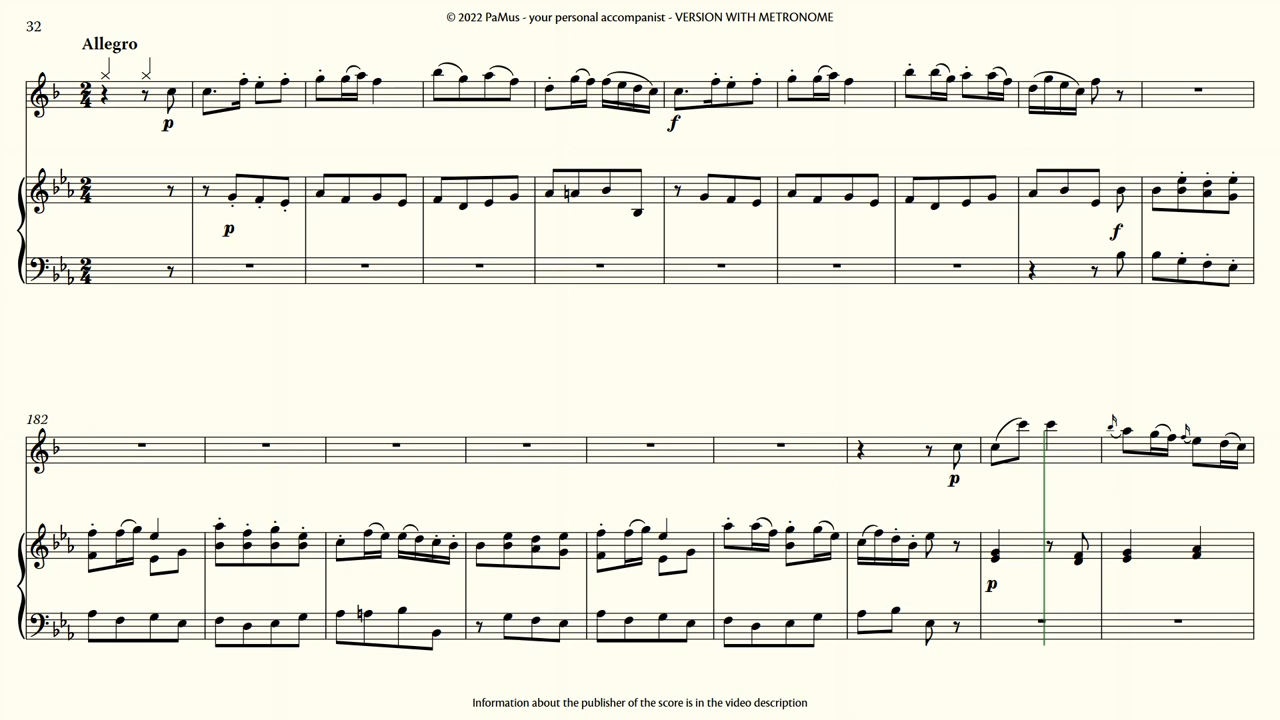 © 2022 PaMus - your personal accompanist - VERSION WITH METRONOME
32
Allegro
p
f
p
f
182
p
p
Information about the publisher of the score is in the video description